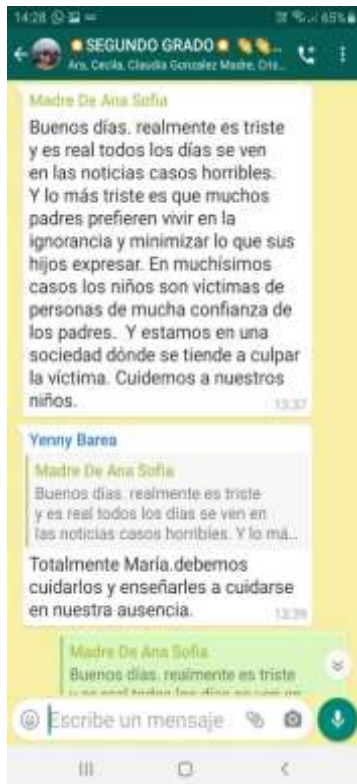 14:28
65%
SEGUNDO GRADO
Ara, Cecilia, Claudia Gonzalez Madre, Cris...
Madre De Ana Sofia
Buenos días. realmente es triste
y es real todos los días se ven
en las noticias casos horribles.
Y lo más triste es que muchos
padres prefieren vivir en la
ignorancia y minimizar lo que sus
hijos expresar. En muchísimos
casos los niños son victimas de
personas de mucha confianza de
los padres. Y estamos en una
sociedad dónde se tiende a culpar
la víctima. Cuidemos a nuestros
niños.
13:37
Yenny Barea
Madre De Ana Sofia
Buenos días. realmente es triste
y es real todos los días se ven en
las noticias casos horribles. Y lo má...
Totalmente María.debemos
cuidarlos y enseñarles a cuidarse
en nuestra ausencia.
13:39
Madre De Ana Sofia
Buenos días. realmente es triste
Escribe un mensaje